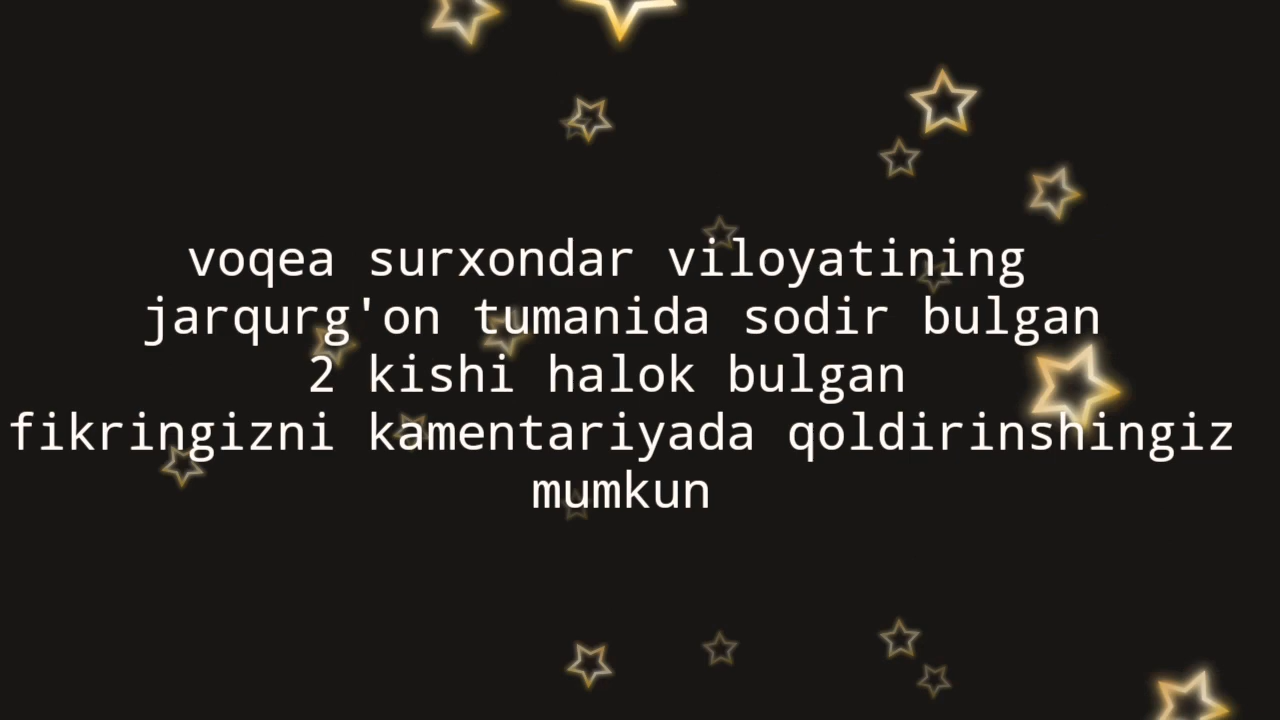 voqea surxondar viloyatining
jarqurg'on tumanida sodir bulgan
2 kishi halok bulgan
fikringizni kamentariyada qoldirinshingiz
mumkun